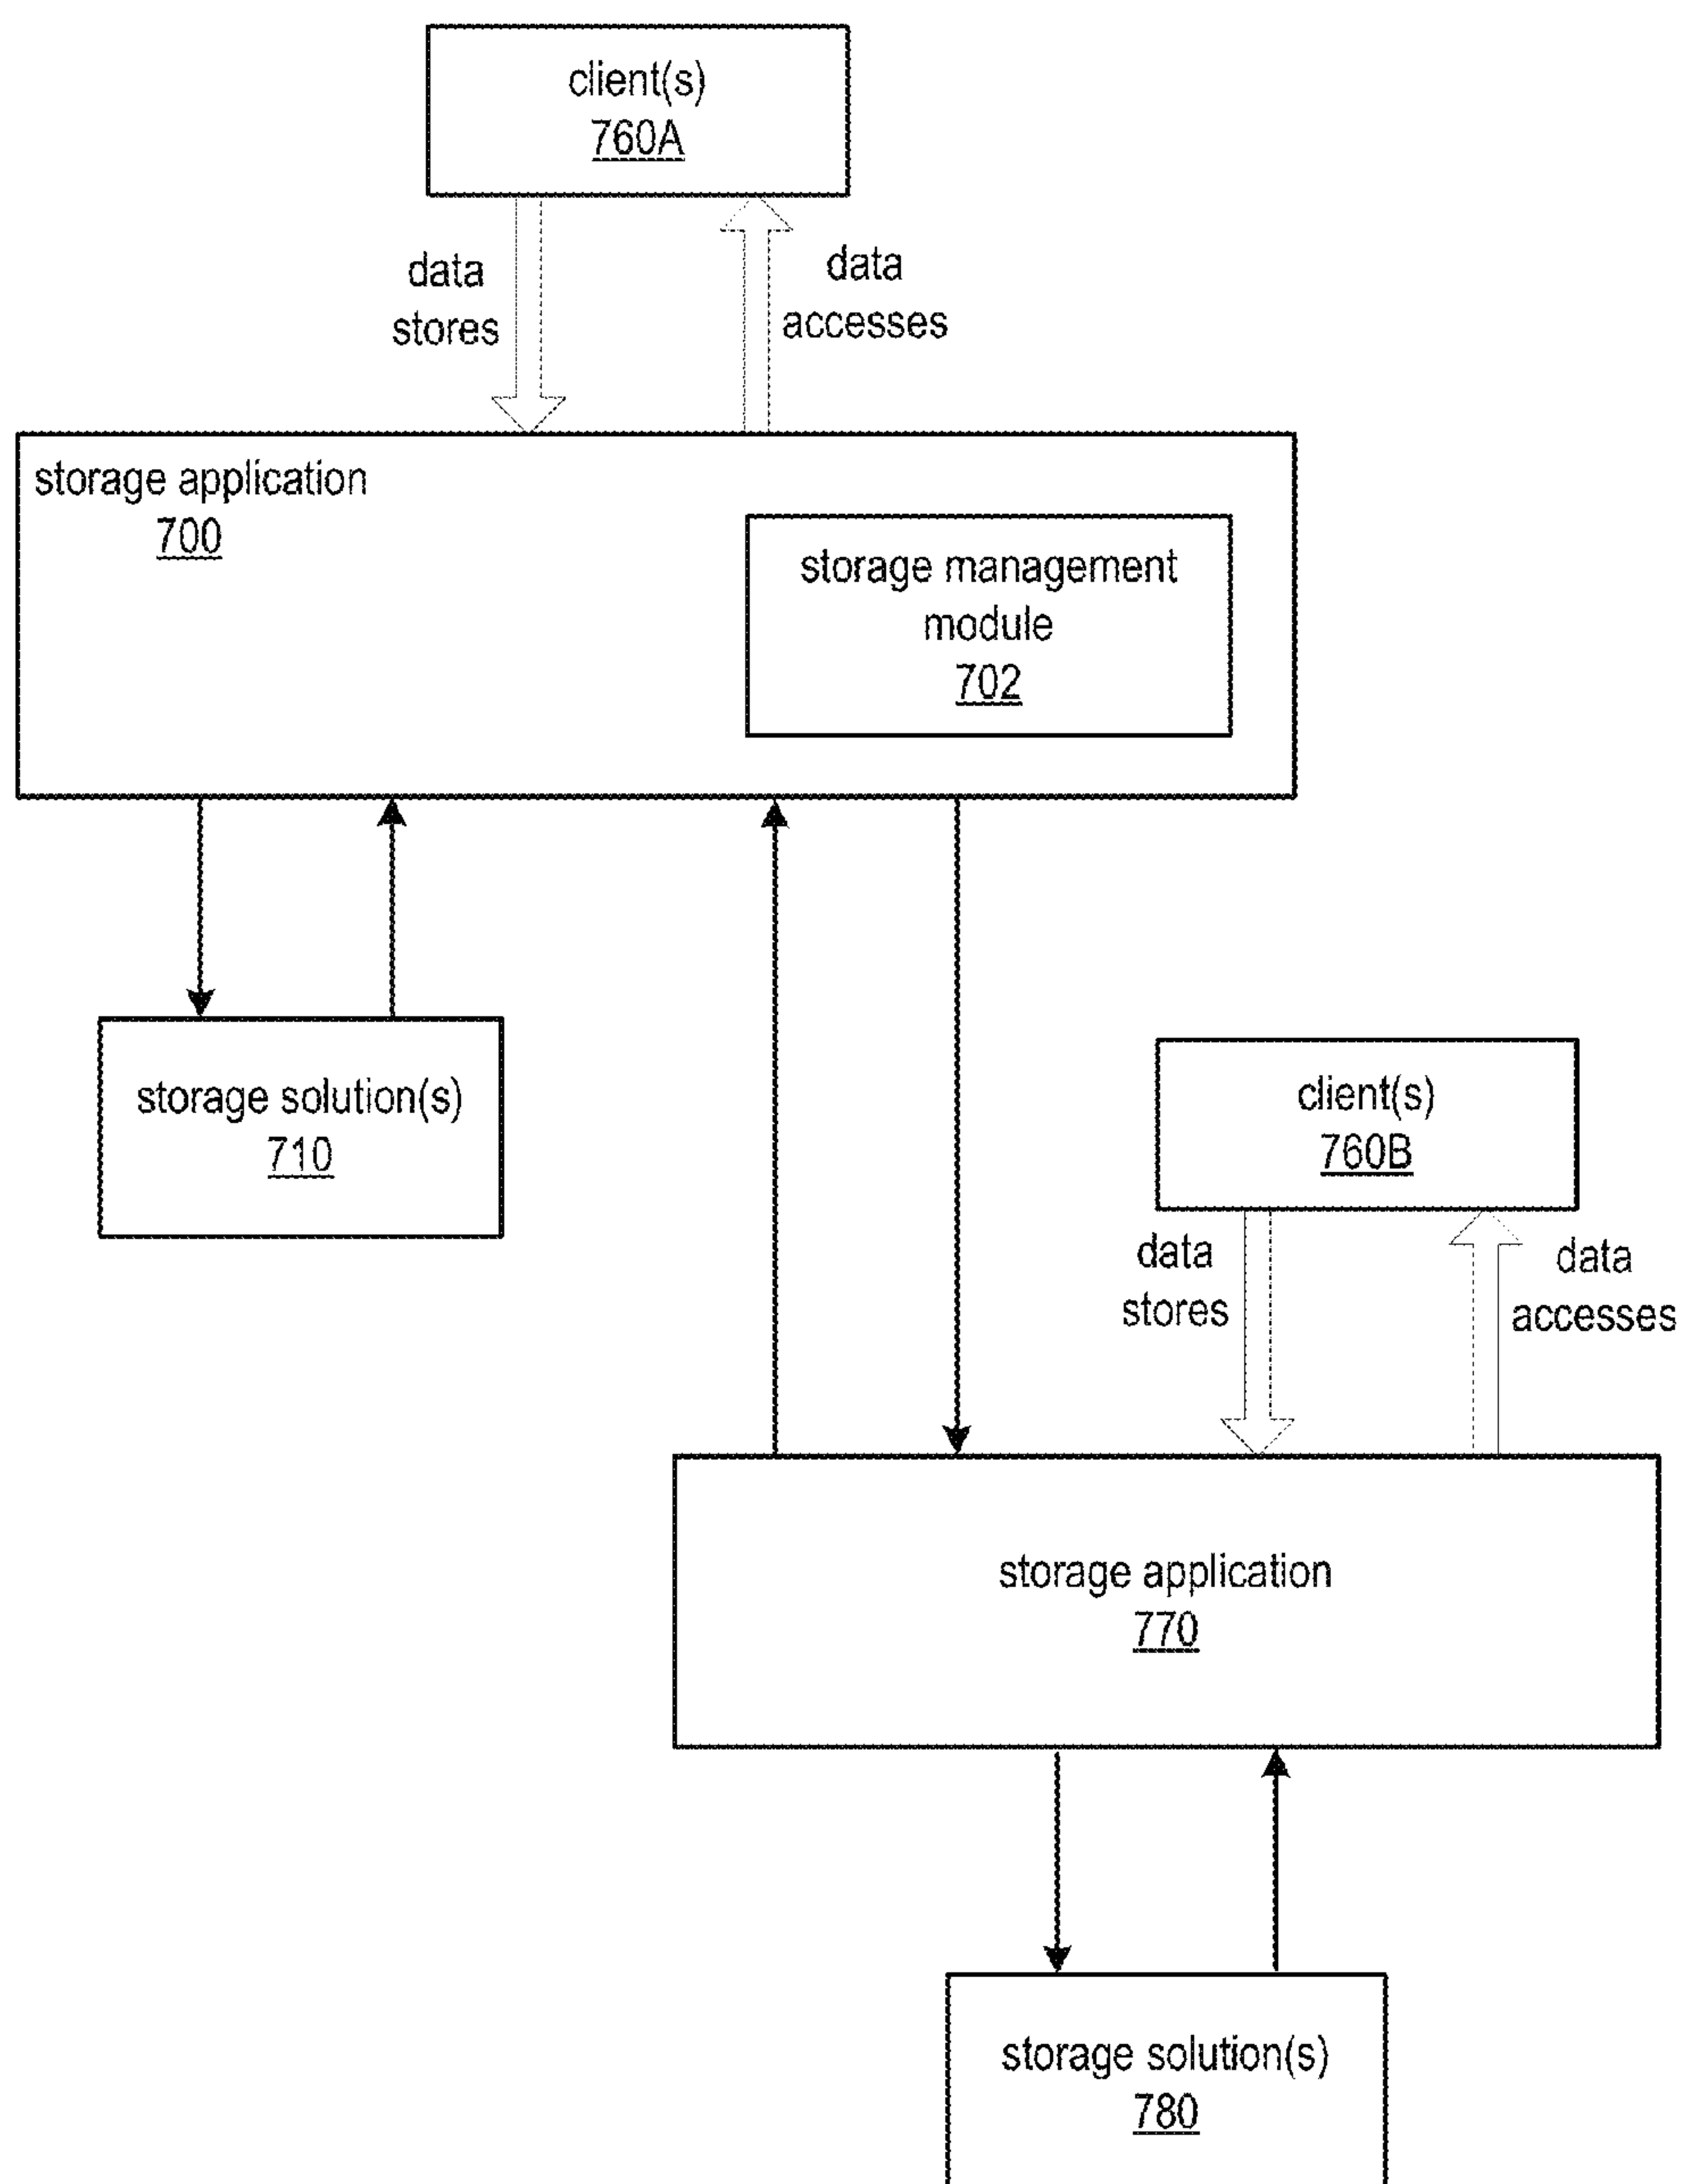 client(s)
760A
data
stores
data
accesses
storage application
700
storage management
module
702
storage solution(s)
710
client(s)
760B
data
stores
data
accesses
storage application
770
storage solution(s)
780